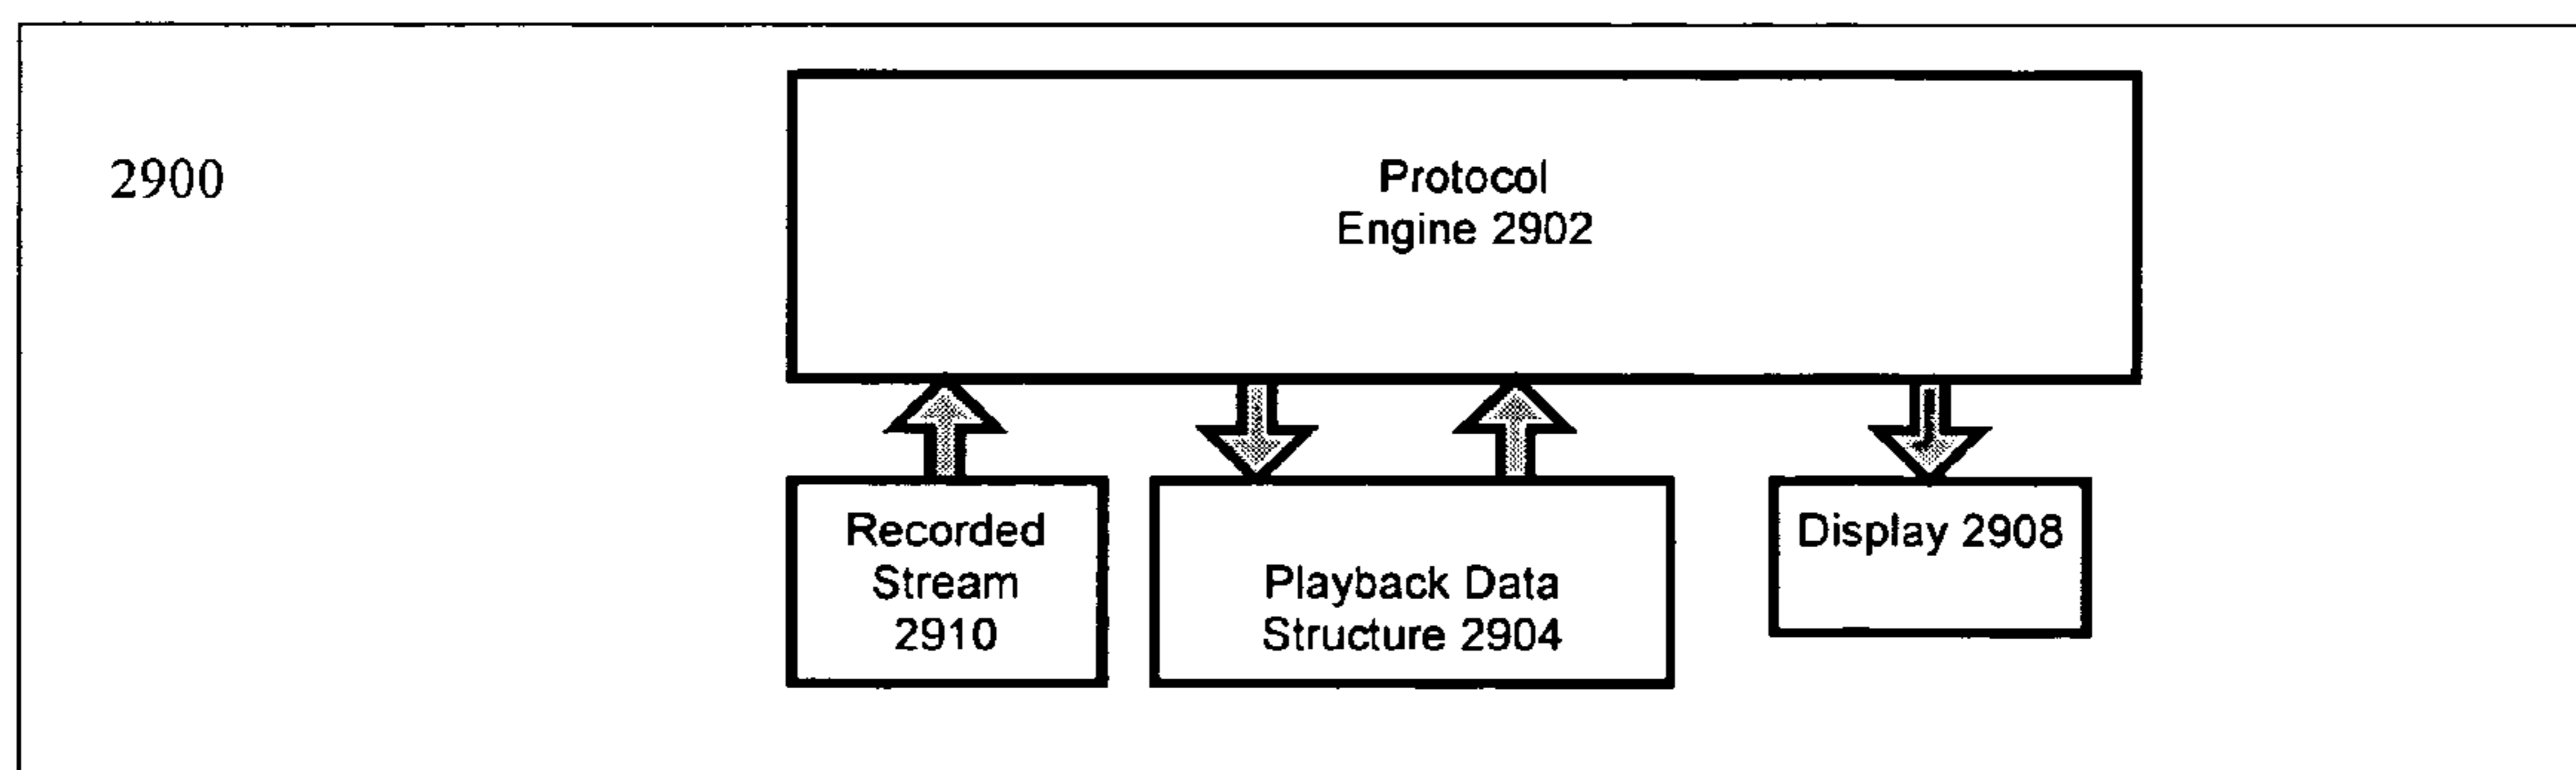 2900
Protocol
Engine 2902
Recorded
Stream
2910
Playback Data
Structure 2904
Display 2908